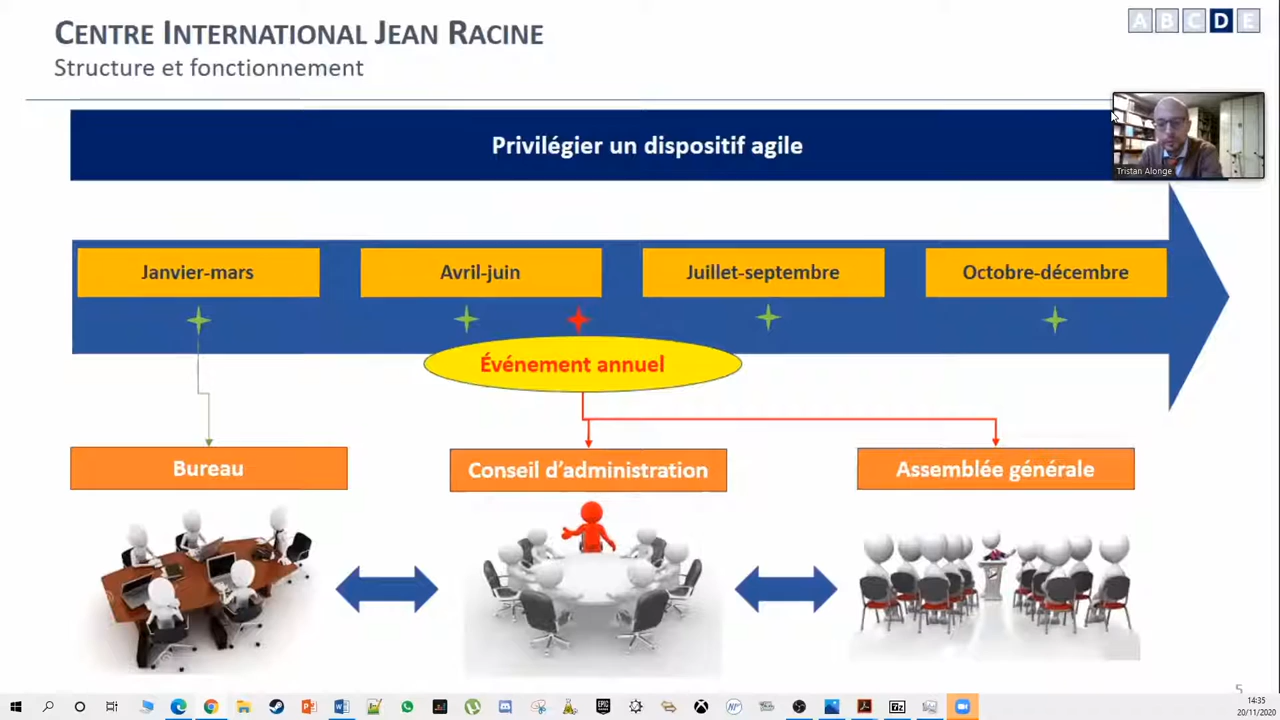 CENTRE INTERNATIONAL JEAN RACINE
A B C D E
Structure et fonctionnement
Privilégier un dispositif agile
Tristan Alonge
Janvier-mars
Avril-juin
Juillet-septembre
Octobre-décembre
Événement annuel
Bureau
Conseil d’administration
Assemblée générale
5
14:35
20/11/2020